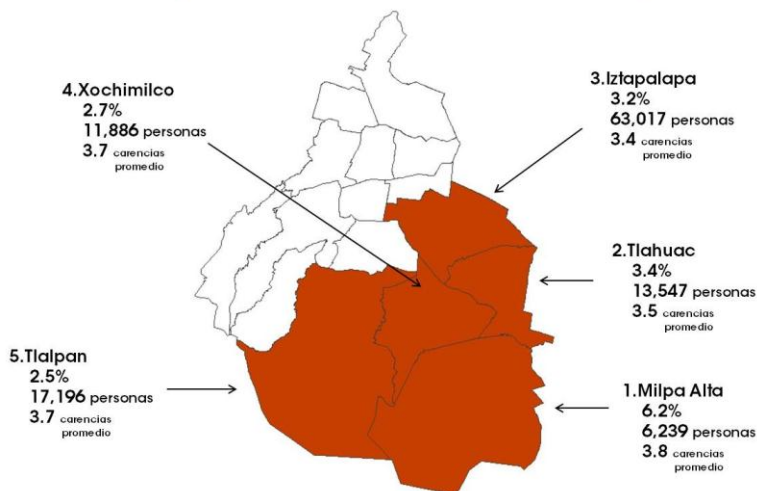 4.Xochimilco
2.7%
11,886 personas
3.7 carencias
promedio
3.Iztapalapa
3.2%
63,017 personas
3.4 carencias
promedio
2.Tlahuac
3.4%
13,547 personas
3.5 carencias
promedio
5.Tlalpan
2.5%
17,196 personas
3.7 carencias
promedio
1.Milpa Alta
6.2%
6,239 personas
3.8 carencias
promedio